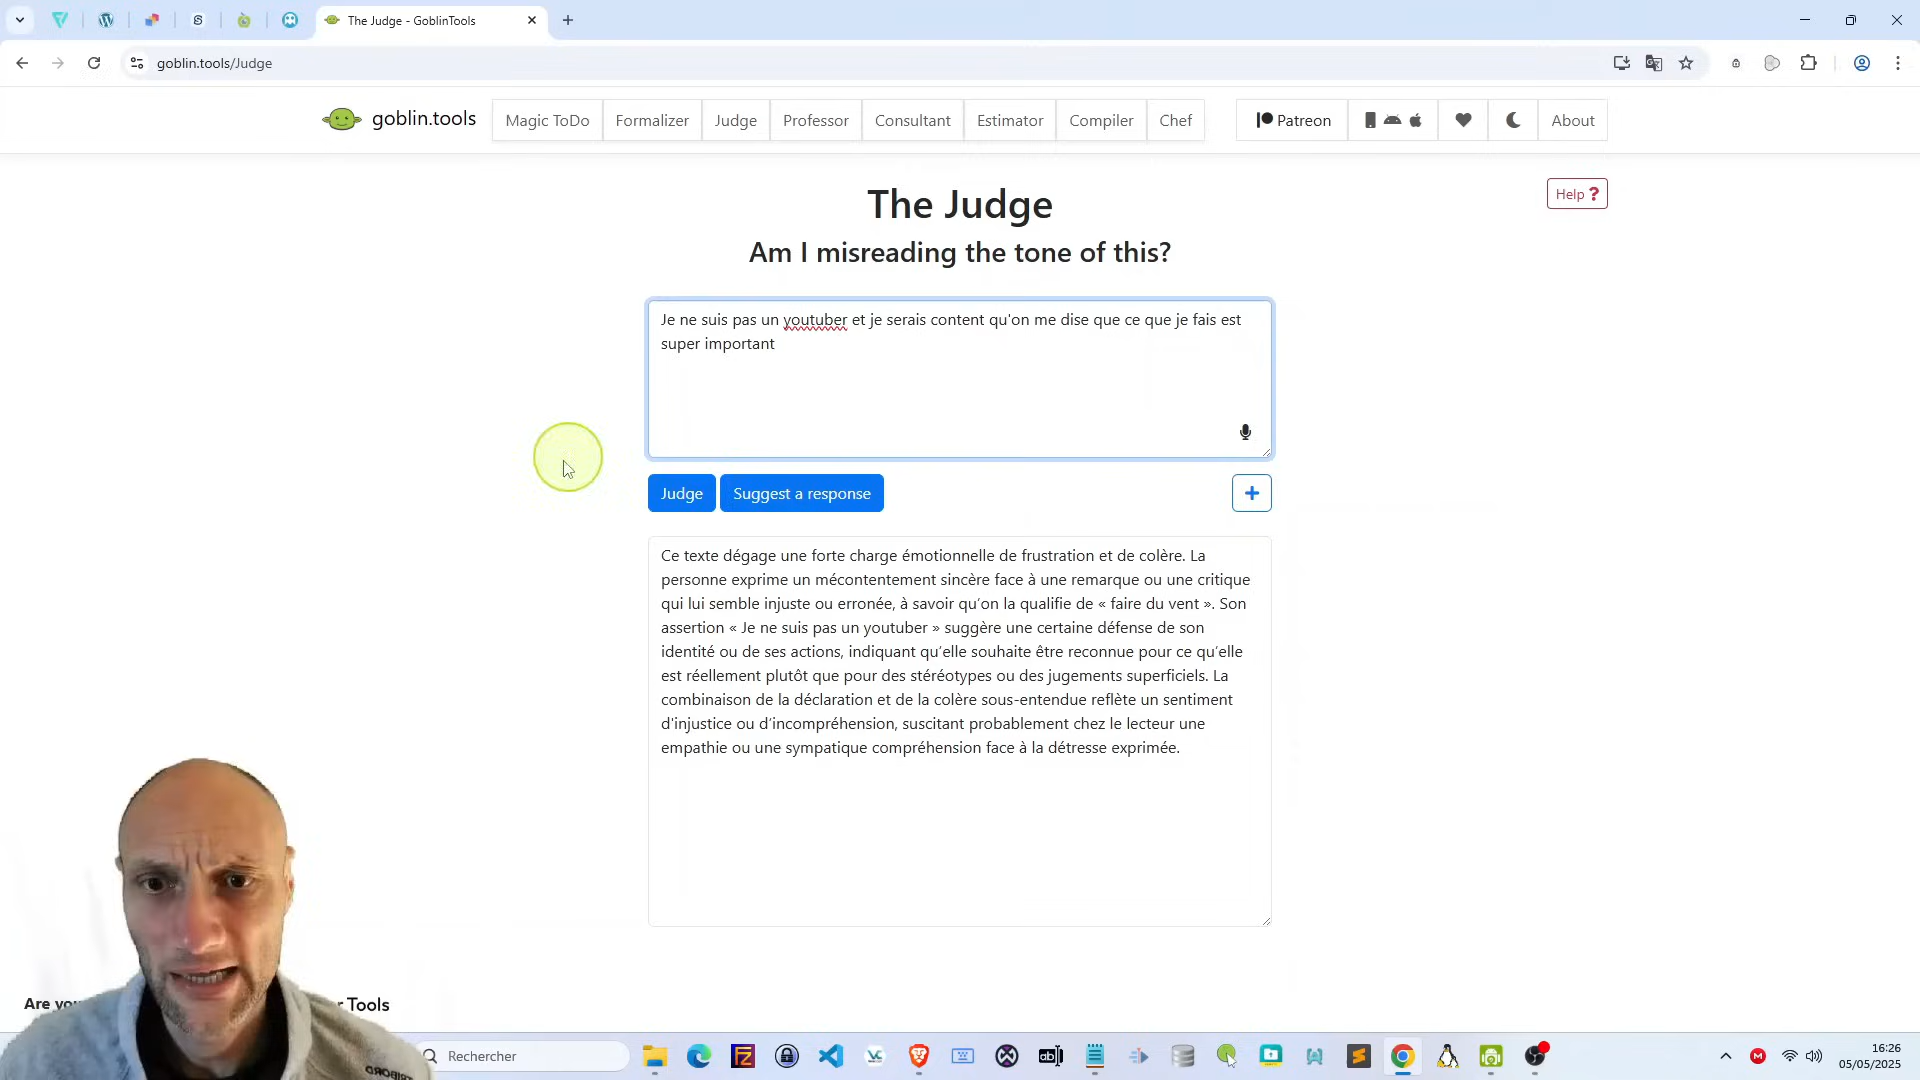 The Judge - GoblinTools
goblin.tools/Judge
goblin.tools
Magic ToDo
Formalizer
Judge
Professor
Consultant
Estimator
Compiler
Chef
Patreon
About
The Judge
Help ?
Am I misreading the tone of this?
Je ne suis pas un youtuber et je serais content qu'on me dise que ce que je fais est
super important
Judge
Suggest a response
Ce texte dégage une forte charge émotionnelle de frustration et de colère. La
personne exprime un mécontentement sincère face à une remarque ou une critique
qui lui semble injuste ou erronée, à savoir qu’on la qualifie de « faire du vent ». Son
assertion « Je ne suis pas un youtuber » suggère une certaine défense de son
identité ou de ses actions, indiquant qu’elle souhaite être reconnue pour ce qu’elle
est réellement plutôt que pour des stéréotypes ou des jugements superficiels. La
combinaison de la déclaration et de la colère sous-entendue reflète un sentiment
d’injustice ou d’incompréhension, suscitant probablement chez le lecteur une
empathie ou une sympatique compréhension face à la détresse exprimée.
Are you
Tools
Rechercher
16:26
05/05/2025